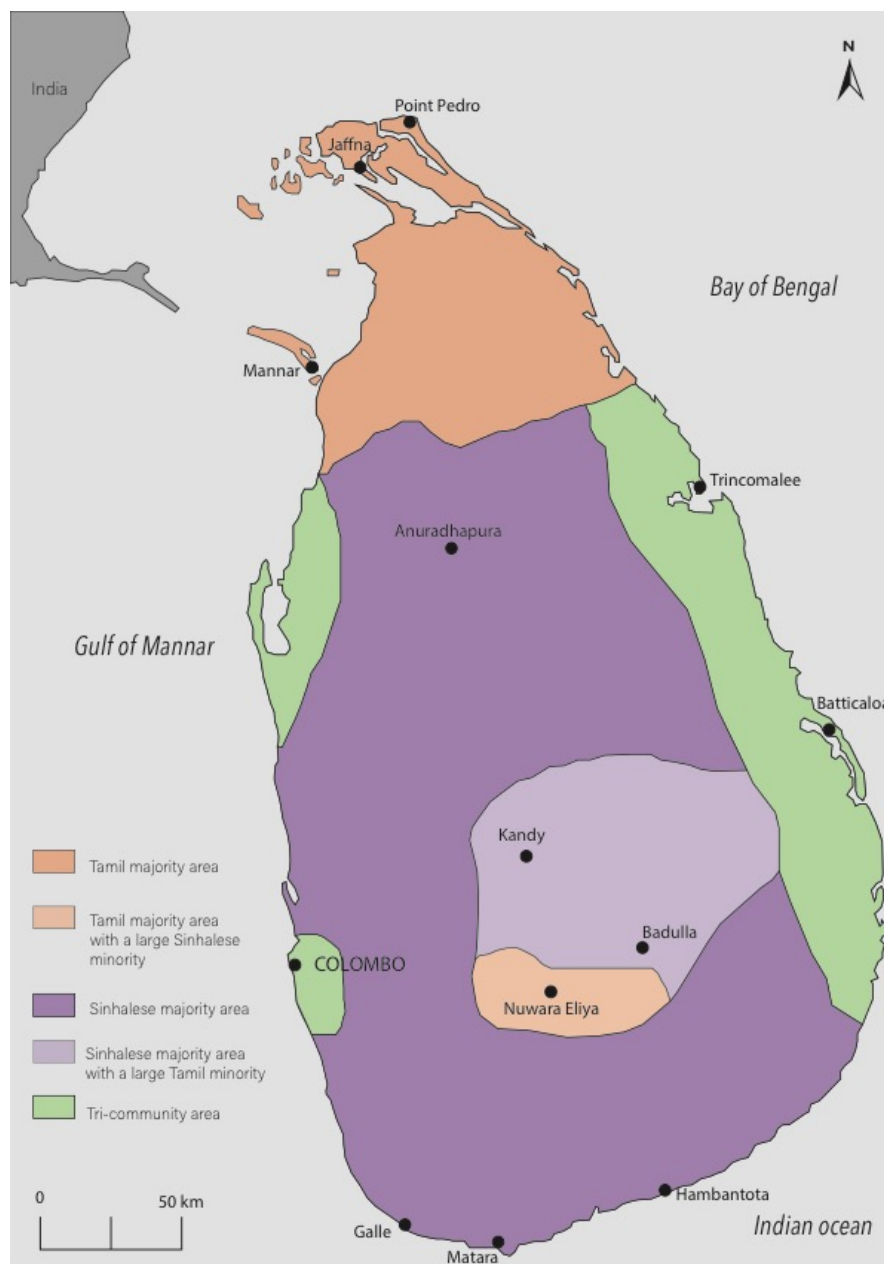 N
India
Point Pedro
Jaffna
Bay of Bengal
Mannar
Trincomalee
Anuradhapura
Gulf of Mannar
Batticaloa
Kandy
Tamil majority area
Tamil majority area
with a large Sinhalese
minority
Badulla
COLOMBO
Nuwara Eliya
Sinhalese majority area
Sinhalese majority area
with a large Tamil minority
Tri-community area
0
50 km
Hambantota
Galle
Indian ocean
Matara